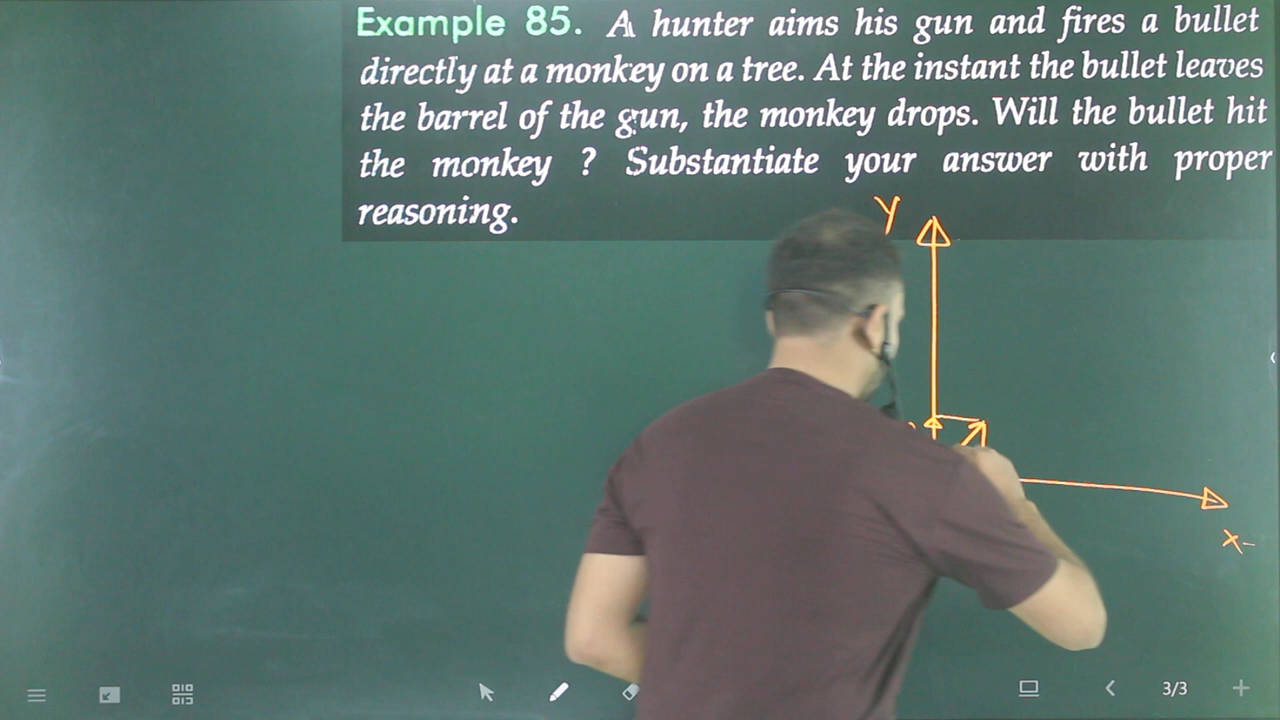 Example 85. A hunter aims his gun and fires a bullet
directly at a monkey on a tree. At the instant the bullet leaves
the barrel of the gun, the monkey drops. Will the bullet hit
the monkey ? Substantiate your answer with proper
reasoning.
y
x
3/3